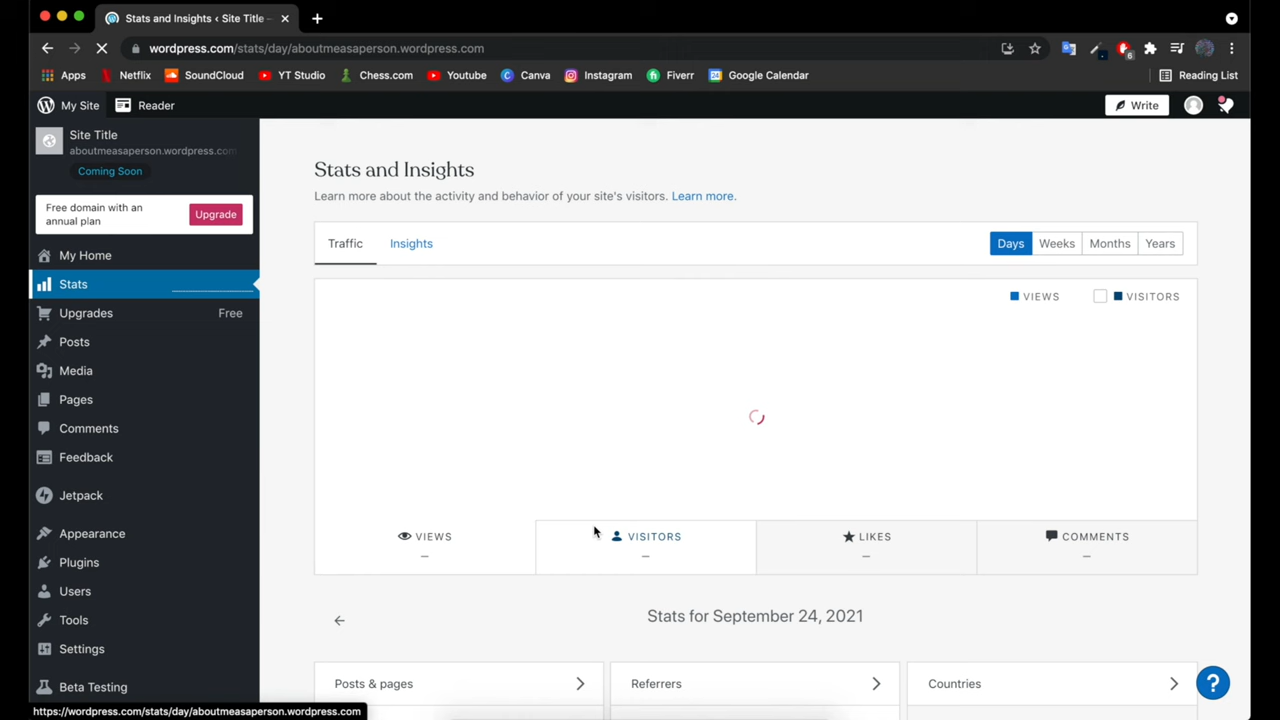 Stats and Insights ‹ Site Title –
wordpress.com/stats/day/aboutmeasaperson.wordpress.com
6
Apps Netflix SoundCloud YT Studio Chess.com Youtube Canva Instagram Fiverr Google Calendar Reading List
24
My Site Reader Write
Site Title
aboutmeasaperson.wordpress.com
Coming Soon
Free domain with an
annual plan
Upgrade
My Home
Stats
Upgrades Free
Posts
Media
Pages
Comments
Feedback
Jetpack
Appearance
Plugins
Users
Tools
Settings
Beta Testing
https://wordpress.com/stats/day/aboutmeasaperson.wordpress.com
Stats and Insights
Learn more about the activity and behavior of your site's visitors. Learn more.
Traffic Insights Days Weeks Months Years
VIEWS VISITORS
VIEWS VISITORS LIKES COMMENTS
– – – –
Stats for September 24, 2021
Posts & pages Referrers Countries
?